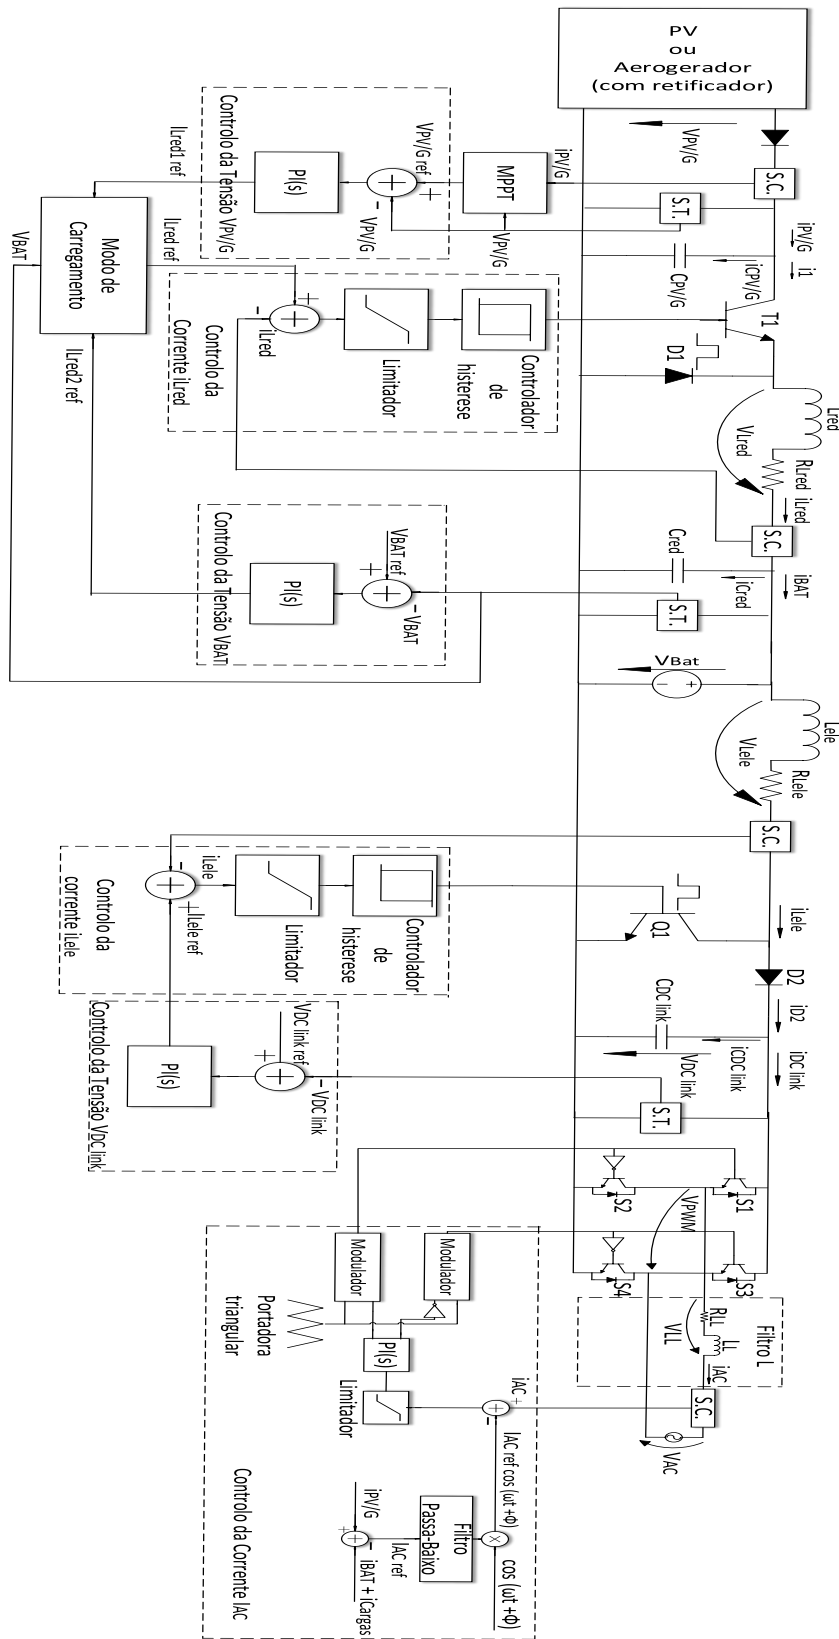 PV
ou
Aerogerador
(com retificador)
VPV/G
S.C.
S.T.
iPV/G
i1
iCPV/G
CPV/G
T1
D1
Lred
VLred
RLred
iLred
S.C.
iBAT
iCred
Cred
S.T.
VBat
+
-
Lele
VLele
RLele
S.C.
iLele
Q1
D2
iD2
iDC link
iCDC link
CDC link
VDC link
S.T.
S1
S2
S3
S4
VPWM
Filtro L
RLL
LL
VLL
iAC
S.C.
VAC
iPV/G
MPPT
VPV/G
VPV/G ref
+
-
VPV/G
PI(s)
Controlo da Tensão VPV/G
ILred1 ref
Modo de
Carregamento
ILred ref
ILred2 ref
VBAT
+
-
iLred
Limitador
Controlador
de
histerese
Controlo da
Corrente iLred
VBAT ref
+
-
VBAT
PI(s)
Controlo da Tensão VBAT
-
iLele
+
ILele ref
Limitador
Controlador
de
histerese
Controlo da
corrente iLele
VDC link ref
+
-
VDC link
PI(s)
Controlo da Tensão VDC link
Modulador
Modulador
Portadora
triangular
PI(s)
Limitador
iAC
+
-
IAC ref cos (ωt +Φ)
X
cos (ωt +Φ)
Filtro
Passa-Baixo
IAC ref
iPV/G
+
-
iBAT + iCargas
Controlo da Corrente IAC